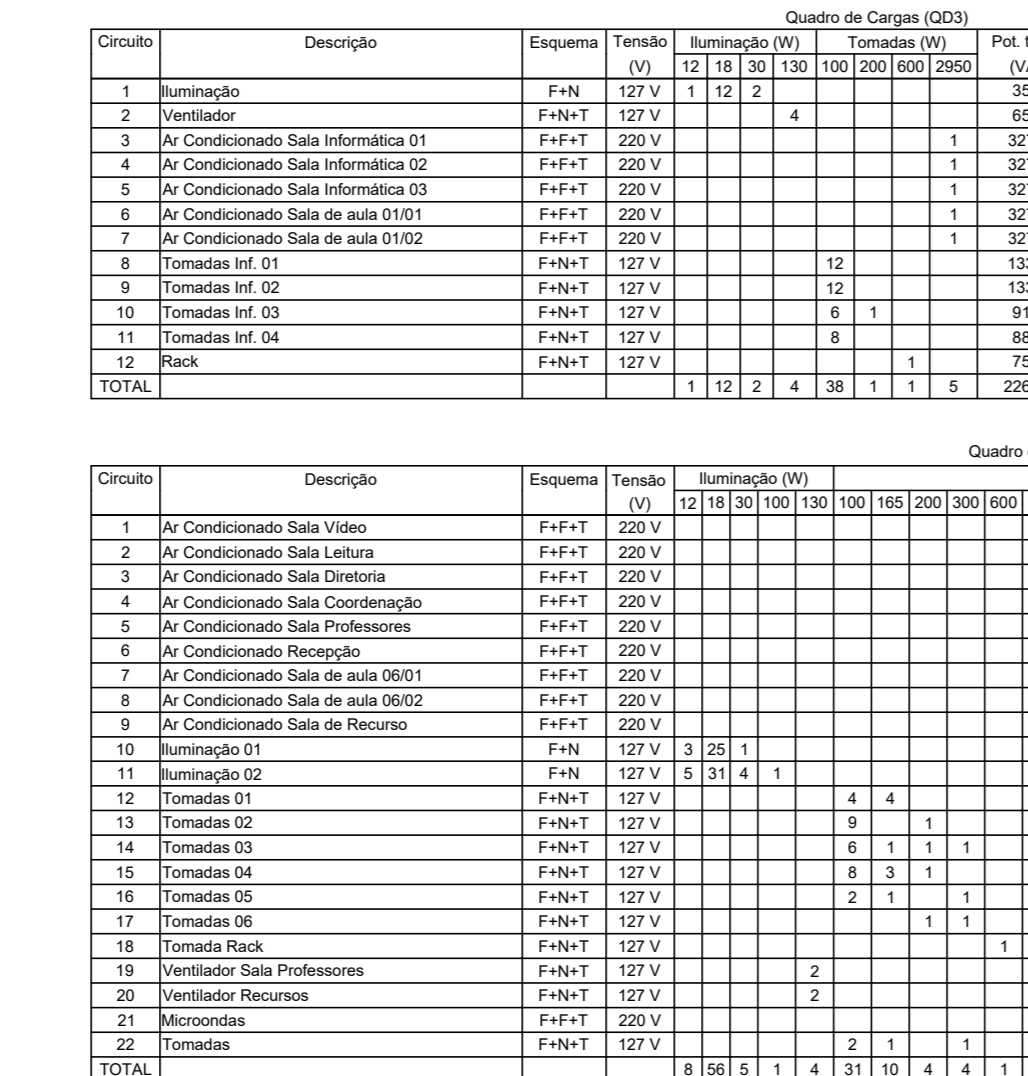 Quadro de Cargas (QD3)
Circuito Descrição Esquema Tensão Iluminação (W) Tomadas (W) Pot.
(V) 12 18 30 130 100 200 600 2950
1 Iluminação F+N 127 V 1 12 2
2 Ventilador F+N+T 127 V 4
3 Ar Condicionado Sala Informática 01 F+F+T 220 V 1
4 Ar Condicionado Sala Informática 02 F+F+T 220 V 1
5 Ar Condicionado Sala Informática 03 F+F+T 220 V 1
6 Ar Condicionado Sala de aula 01/01 F+F+T 220 V 1
7 Ar Condicionado Sala de aula 01/02 F+F+T 220 V 1
8 Tomadas Inf. 01 F+N+T 127 V 12
9 Tomadas Inf. 02 F+N+T 127 V 12
10 Tomadas Inf. 03 F+N+T 127 V 6 1
11 Tomadas Inf. 04 F+N+T 127 V 8
12 Rack F+N+T 127 V 1
TOTAL 1 12 2 4 38 1 1 5
Quadro
Circuito Descrição Esquema Tensão Iluminação (W)
(V) 12 18 30 100 130 100 165 200 300 600
1 Ar Condicionado Sala Vídeo F+F+T 220 V
2 Ar Condicionado Sala Leitura F+F+T 220 V
3 Ar Condicionado Sala Diretoria F+F+T 220 V
4 Ar Condicionado Sala Coordenação F+F+T 220 V
5 Ar Condicionado Sala Professores F+F+T 220 V
6 Ar Condicionado Recepção F+F+T 220 V
7 Ar Condicionado Sala de aula 06/01 F+F+T 220 V
8 Ar Condicionado Sala de aula 06/02 F+F+T 220 V
9 Ar Condicionado Sala de Recurso F+F+T 220 V
10 Iluminação 01 F+N 127 V 3 25 1
11 Iluminação 02 F+N 127 V 5 31 4 1
12 Tomadas 01 F+N+T 127 V 4 4
13 Tomadas 02 F+N+T 127 V 9 1
14 Tomadas 03 F+N+T 127 V 6 1 1 1
15 Tomadas 04 F+N+T 127 V 8 3 1
16 Tomadas 05 F+N+T 127 V 2 1 1
17 Tomadas 06 F+N+T 127 V 1 1
18 Tomada Rack F+N+T 127 V 1
19 Ventilador Sala Professores F+N+T 127 V 2
20 Ventilador Recursos F+N+T 127 V 2
21 Microondas F+F+T 220 V
22 Tomadas F+N+T 127 V 2 1 1
TOTAL 8 56 5 1 4 31 10 4 4 1